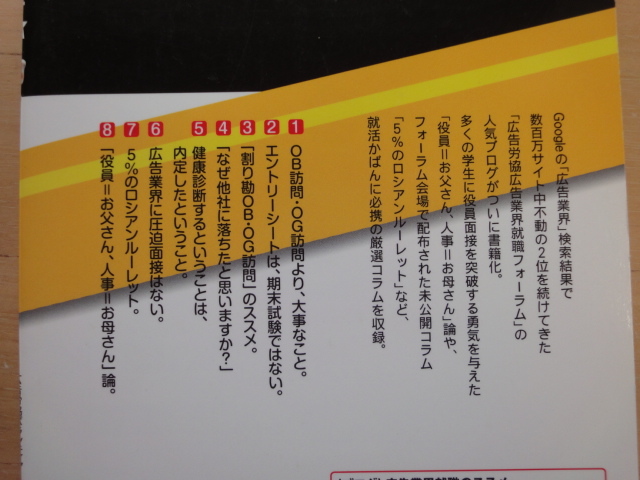 Googleの「広告業界」検索結果で
数百万サイト中不動の2位を続けてきた
「広告労協広告業界就職フォーラム」の
人気ブログがついに書籍化。
多くの学生に役員面接を突破する勇気を与えた
「役員＝お父さん、人事＝お母さん」論や、
フォーラム会場で配布された未公開コラム
「5%のロシアンルーレット」など、
就活かばんに必携の厳選コラムを収録。
1 OB訪問・OG訪問より、大事なこと。
2 エントリーシートは、期末試験ではない。
3 「割り勘OB・OG訪問」のススメ。
4 「なぜ他社に落ちたと思いますか？」
5 健康診断するということは、
内定したということ。
6 広告業界に圧迫面接はない。
7 5%のロシアンルーレット。
8 「役員＝お父さん、人事＝お母さん」論。